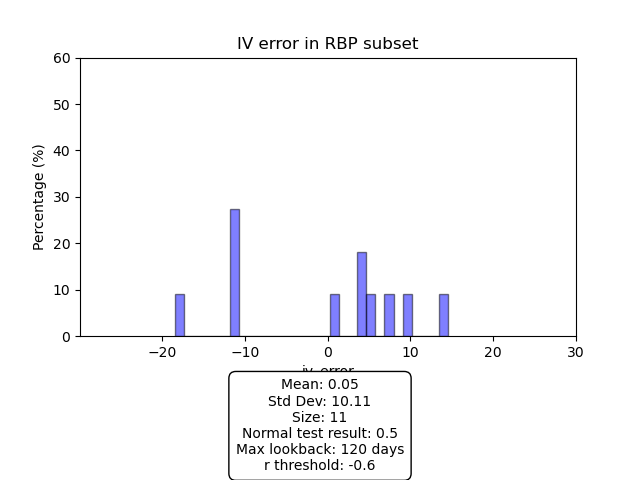 IV error in RBP subset
60
50
40
30
20
10
0
Percentage (%)
−20
−10
0
10
20
30
iv_error
Mean: 0.05
Std Dev: 10.11
Size: 11
Normal test result: 0.5
Max lookback: 120 days
r threshold: -0.6